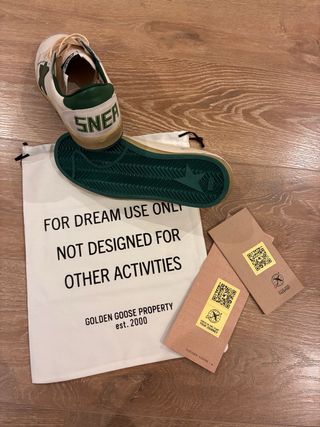 SNEA
FOR DREAM USE ONLY
NOT DESIGNED FOR
OTHER ACTIVITIES
GOLDEN GOOSE PROPERTY
est. 2000